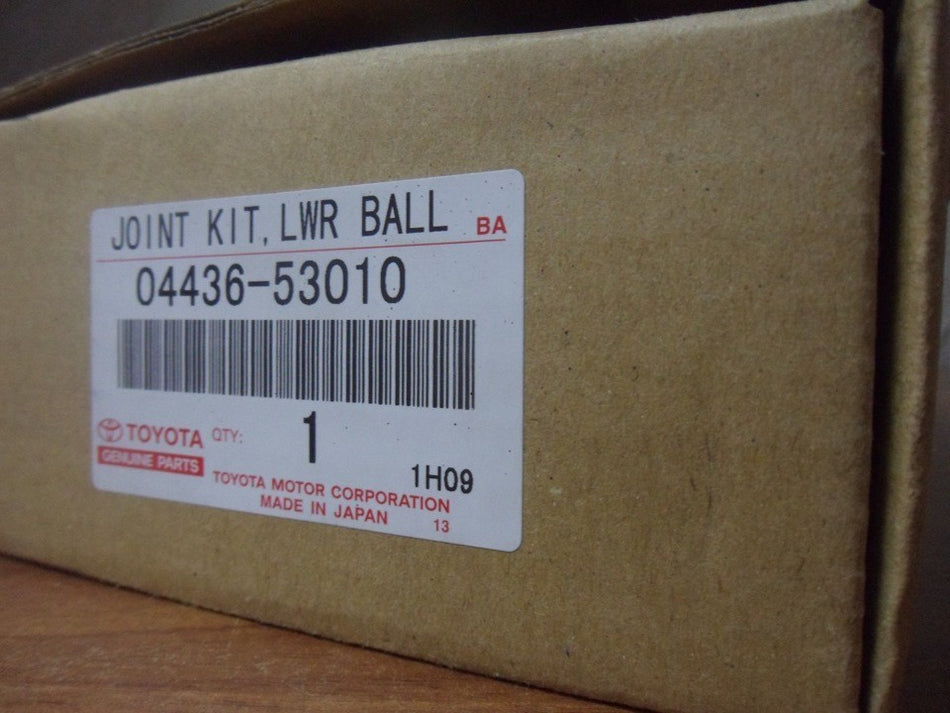 JOINT KIT, LWR BALL BA
04436-53010
TOYOTA QTY: 1
GENUINE PARTS
1H09
TOYOTA MOTOR CORPORATION
MADE IN JAPAN 13